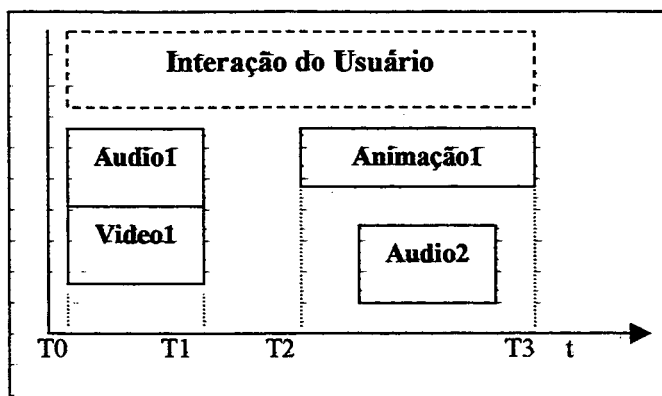 Interação do Usuário
Audio1
Animação1
Video1
Audio2
T0 T1 T2 T3 t